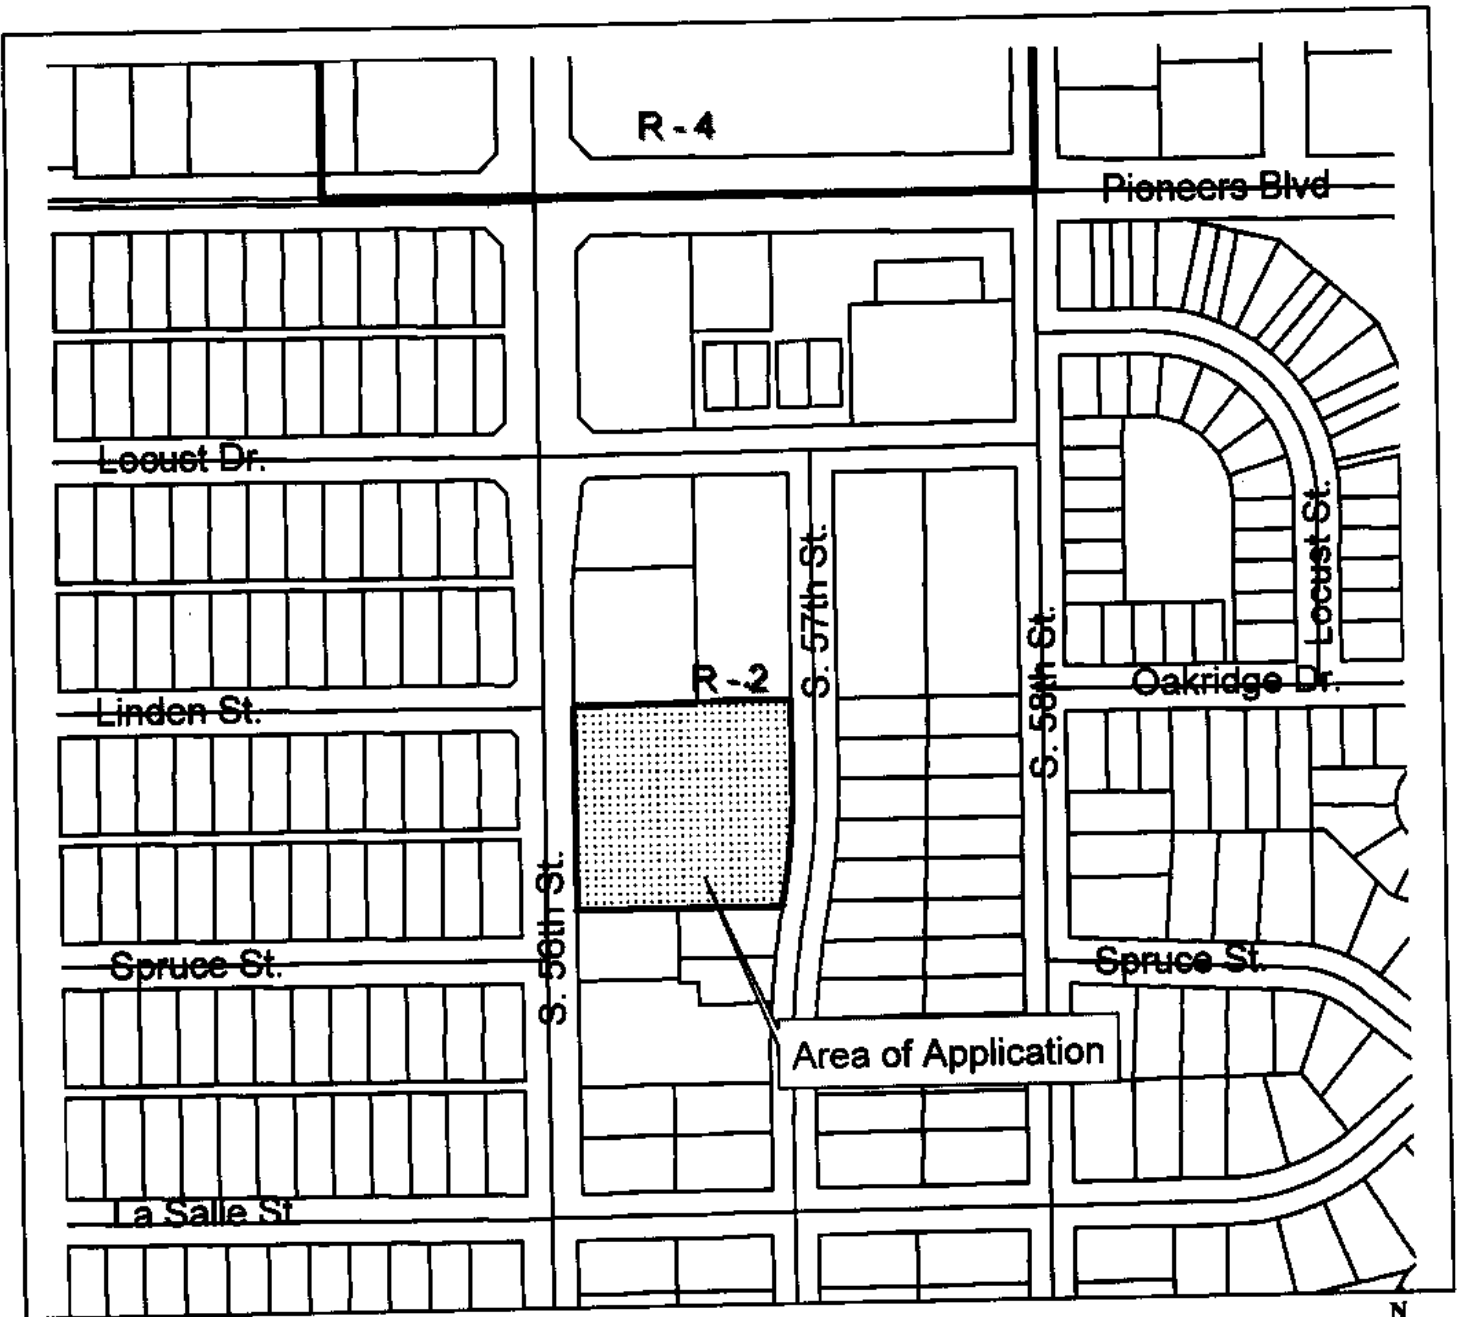 R - 4
Pioneers Blvd
Locust Dr.
Locust St.
S. 57th St.
S. 58th St.
R - 2
Oakridge Dr.
Linden St.
S. 56th St.
Spruce St.
Spruce St.
Area of Application
La Salle St
N